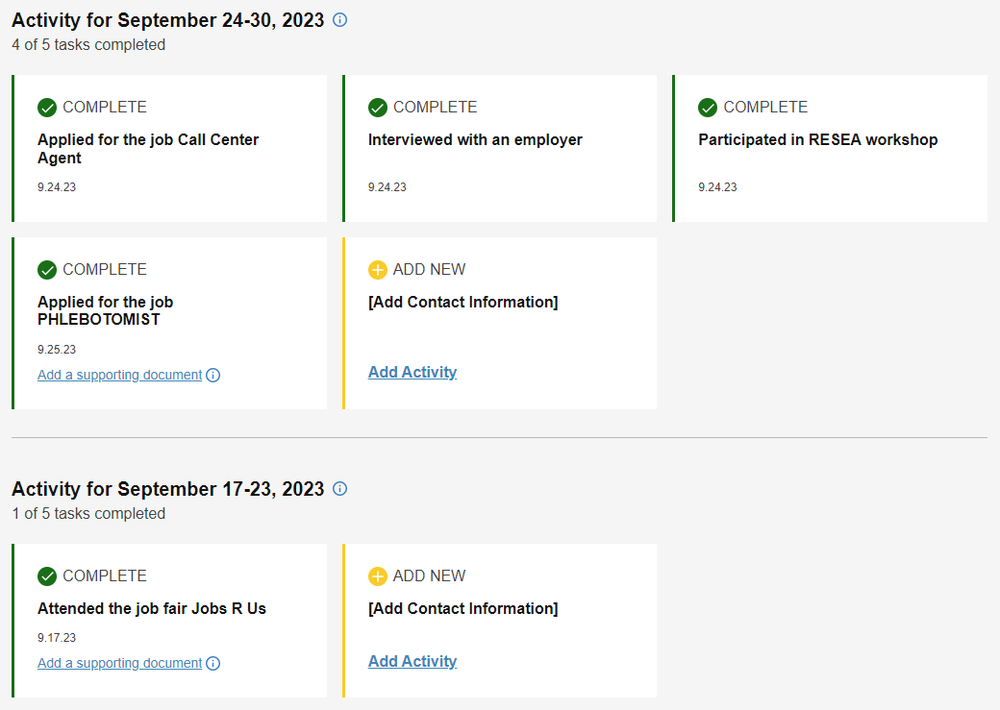 Activity for September 24-30, 2023
4 of 5 tasks completed
COMPLETE
Applied for the job Call Center
Agent
9.24.23
COMPLETE
Interviewed with an employer
9.24.23
COMPLETE
Participated in RESEA workshop
9.24.23
COMPLETE
Applied for the job
PHLEBOTOMIST
9.25.23
Add a supporting document
ADD NEW
[Add Contact Information]
Add Activity
Activity for September 17-23, 2023
1 of 5 tasks completed
COMPLETE
Attended the job fair Jobs R Us
9.17.23
Add a supporting document
ADD NEW
[Add Contact Information]
Add Activity